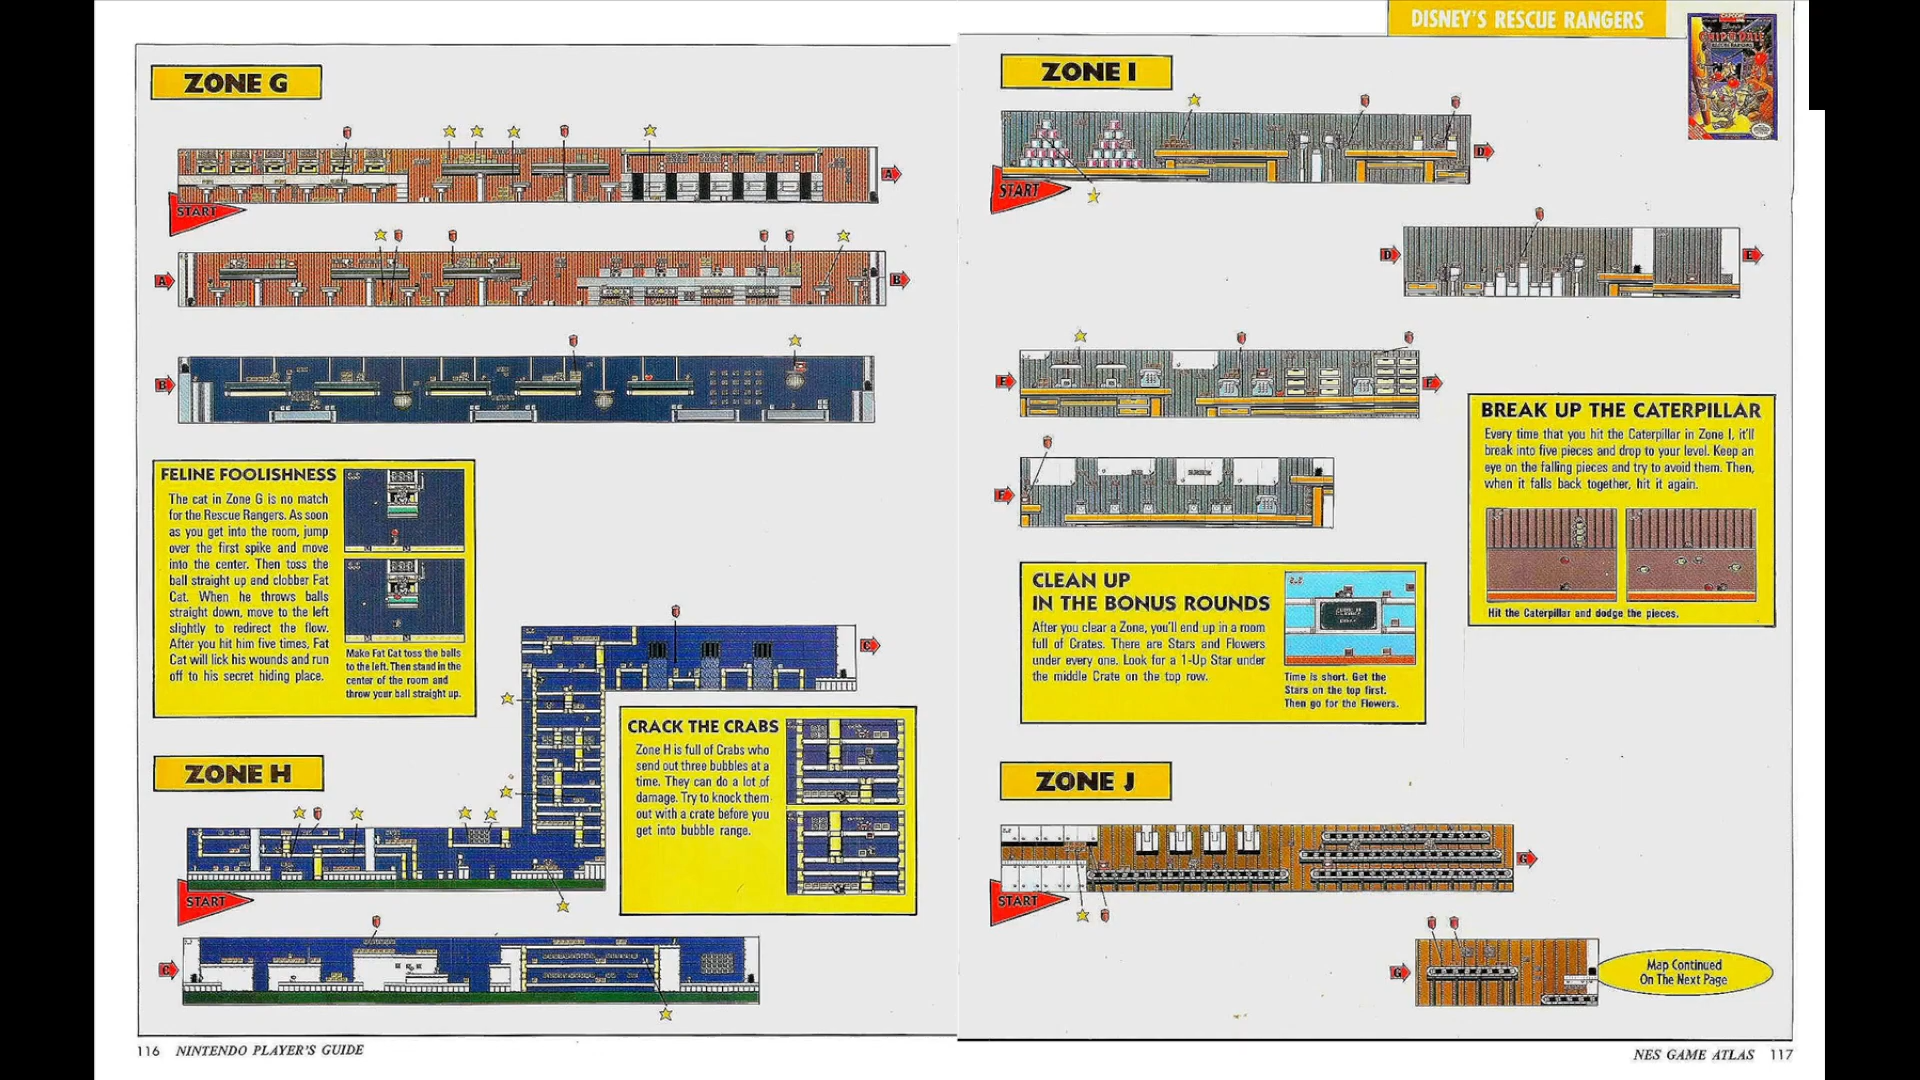 DISNEY'S RESCUE RANGERS
ZONE G
START
A
A
B
B
FELINE FOOLISHNESS
The cat in Zone G is no match
for the Rescue Rangers. As soon
as you get into the room, jump
over the first spike and move
into the center. Then toss the
ball straight up and clobber Fat
Cat. When he throws balls
straight down, move to the left
slightly to redirect the flow.
After you hit him five times, Fat
Cat will lick his wounds and run
off to his secret hiding place.
Make Fat Cat toss the balls
to the left. Then stand in the
center of the room and
throw your ball straight up.
ZONE H
START
C
C
CRACK THE CRABS
Zone H is full of Crabs who
send out three bubbles at a
time. They can do a lot of
damage. Try to knock them
out with a crate before you
get into bubble range.
116 NINTENDO PLAYER'S GUIDE
ZONE I
START
D
D
E
E
F
F
BREAK UP THE CATERPILLAR
Every time that you hit the Caterpillar in Zone I, it'll
break into five pieces and drop to your level. Keep an
eye on the falling pieces and try to avoid them. Then,
when it falls back together, hit it again.
Hit the Caterpillar and dodge the pieces.
CLEAN UP
IN THE BONUS ROUNDS
After you clear a Zone, you'll end up in a room
full of Crates. There are Stars and Flowers
under every one. Look for a 1-Up Star under
the middle Crate on the top row.
Time is short. Get the
Stars on the top first.
Then go for the Flowers.
ZONE J
START
G
G
Map Continued
On The Next Page
NES GAME ATLAS 117